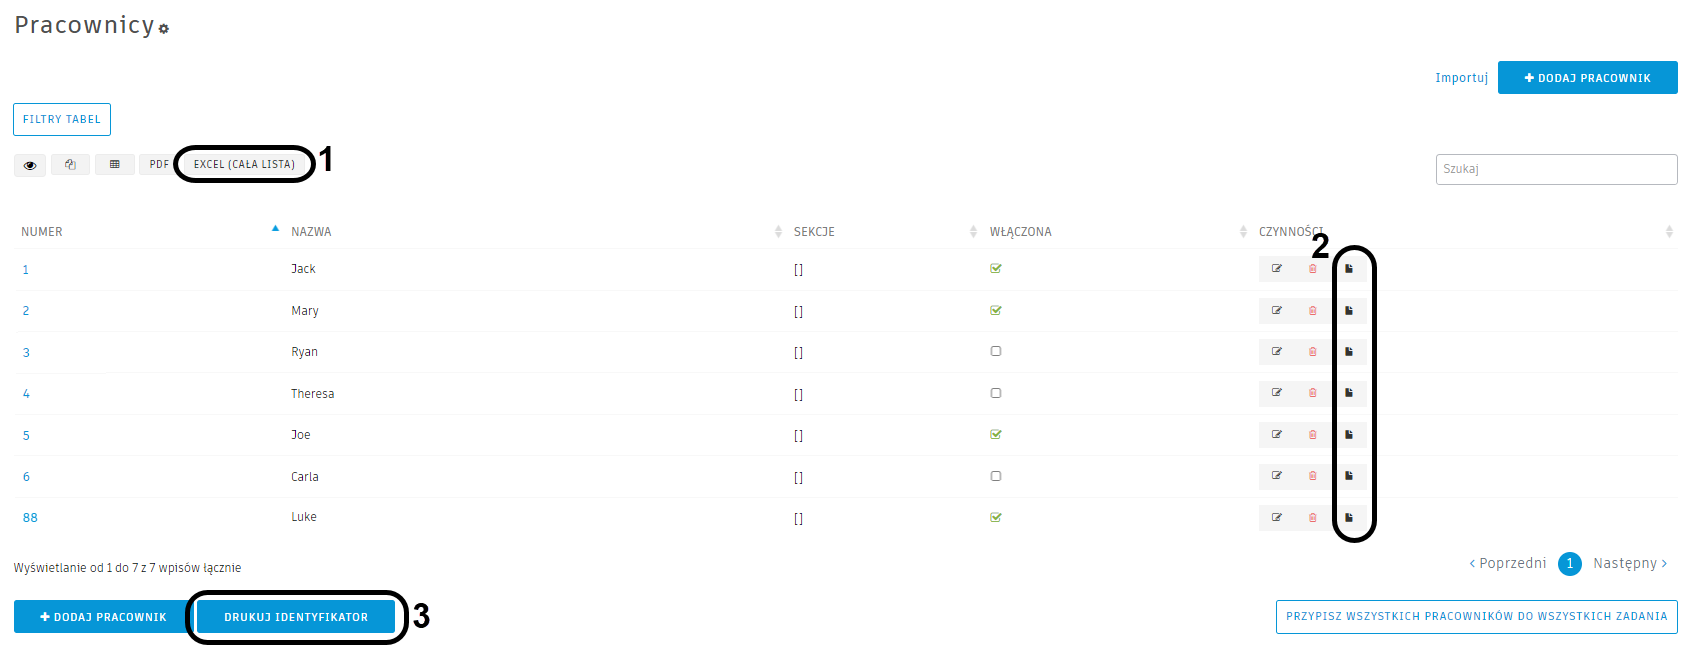 Pracownicy
Importuj DODAJ PRACOWNIK
FILTRY TABEL
PDF EXCEL (CAŁA LISTA) 1
Szukaj
NUMER NAZWA SEKCJE WŁĄCZONA CZYNNOŚCI
2
1 Jack []
2 Mary []
3 Ryan []
4 Theresa []
5 Joe []
6 Carla []
88 Luke []
Wyświetlanie od 1 do 7 z 7 wpisów łącznie
‹ Poprzedni 1 Następny ›
DODAJ PRACOWNIK DRUKUJ IDENTYFIKATOR 3
PRZYPISZ WSZYSTKICH PRACOWNIKÓW DO WSZYSTKICH ZADANIA